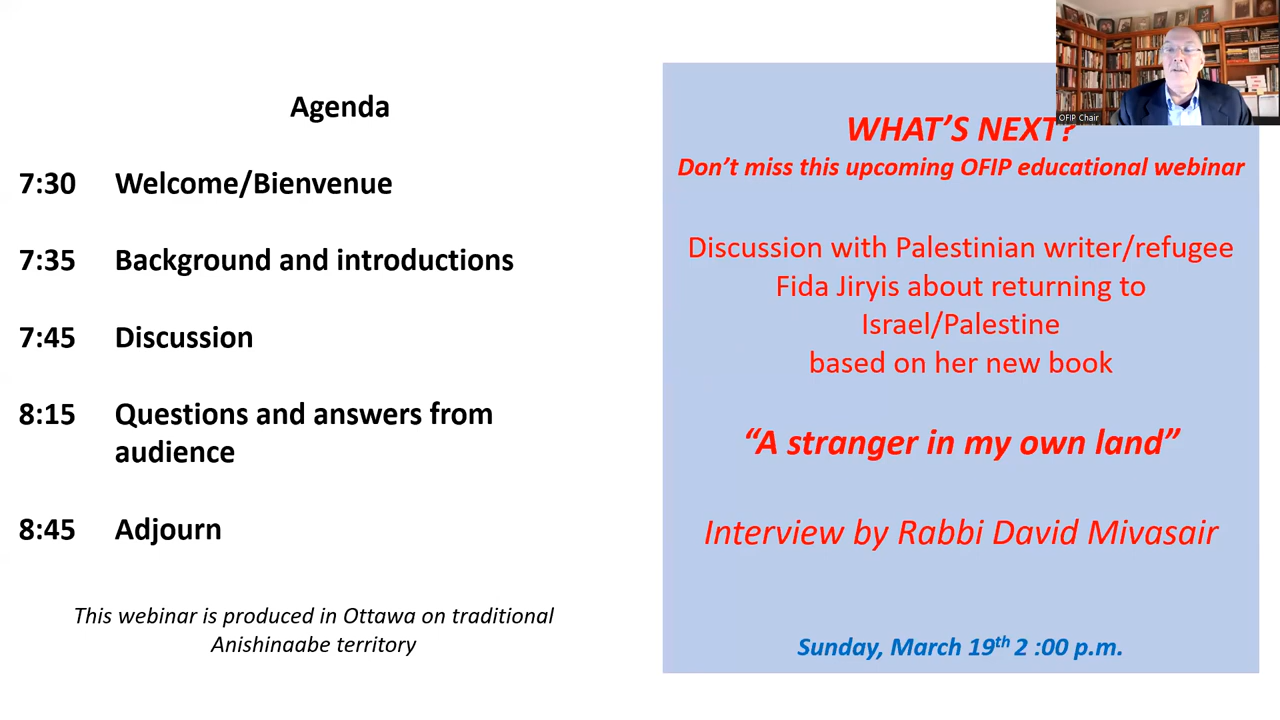 Agenda
7:30 Welcome/Bienvenue
7:35 Background and introductions
7:45 Discussion
8:15 Questions and answers from
audience
8:45 Adjourn
This webinar is produced in Ottawa on traditional
Anishinaabe territory
WHAT'S NEXT?
Don't miss this upcoming OFIP educational webinar
Discussion with Palestinian writer/refugee
Fida Jiryis about returning to
Israel/Palestine
based on her new book
“A stranger in my own land”
Interview by Rabbi David Mivasair
Sunday, March 19th 2 :00 p.m.
OFIP Chair